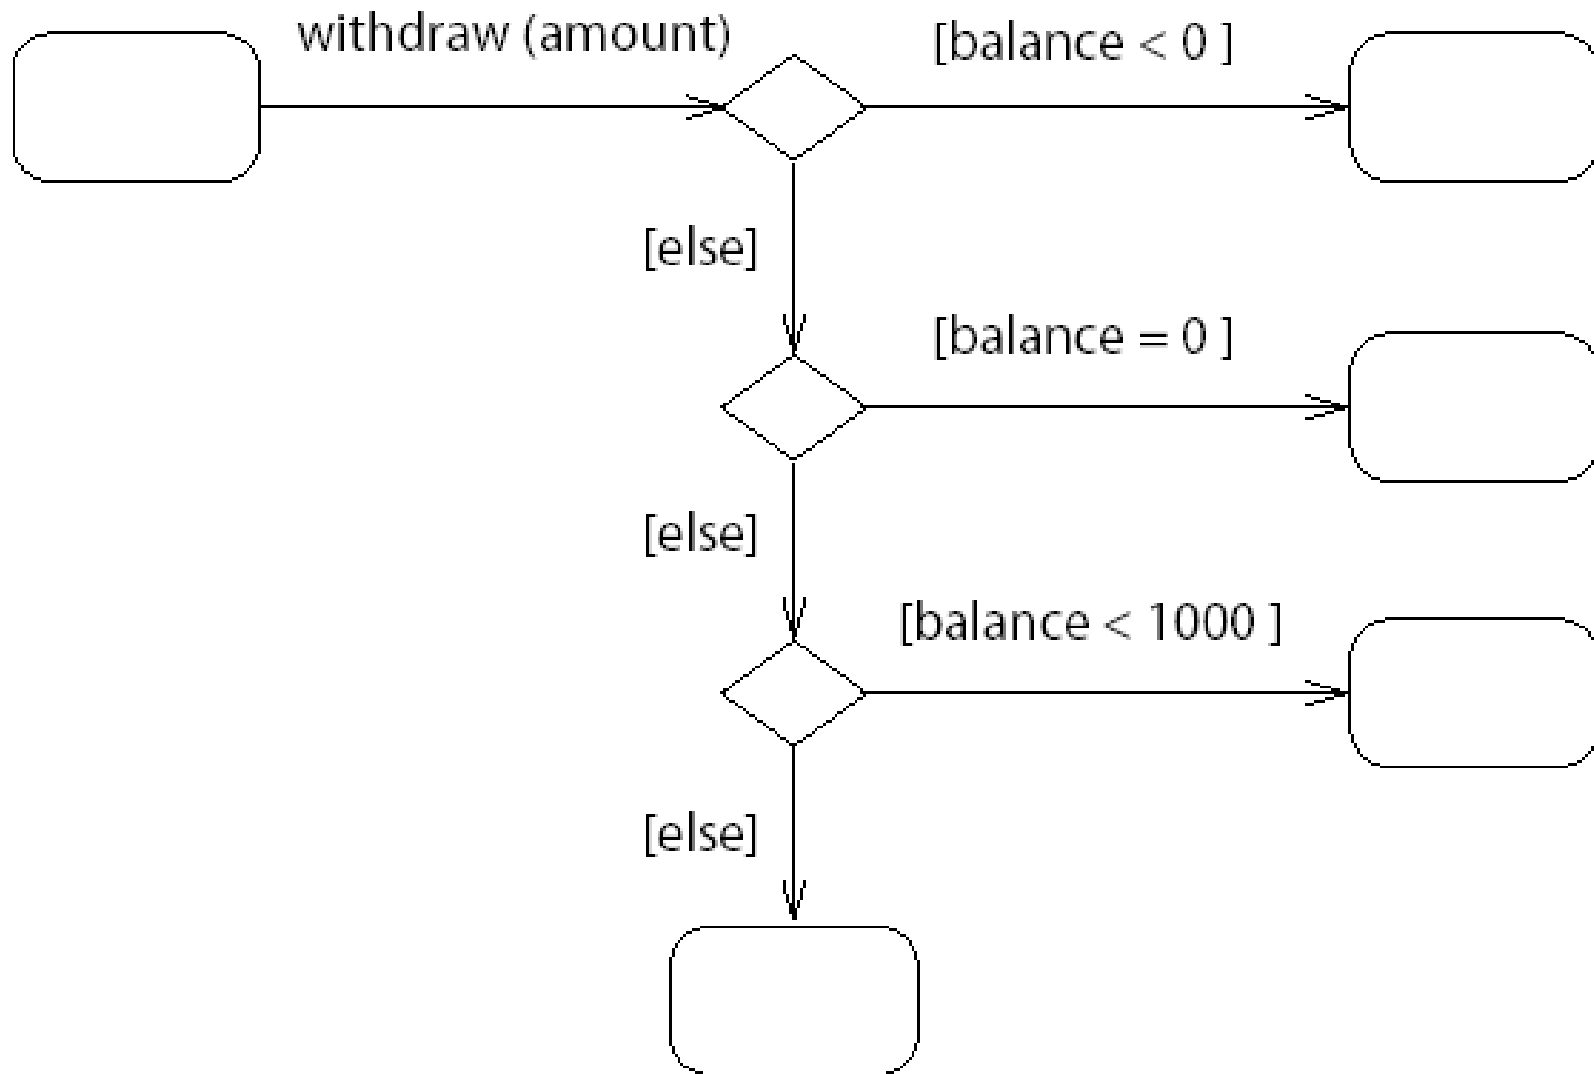 withdraw (amount)
[balance < 0 ]
[else]
[balance = 0 ]
[else]
[balance < 1000 ]
[else]